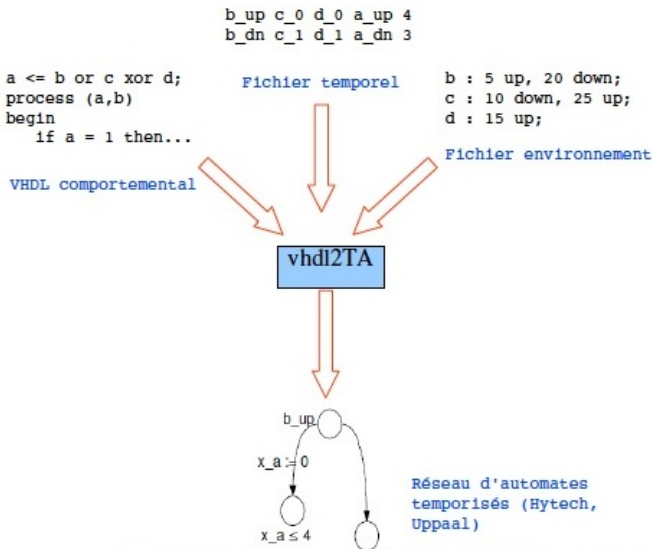 b_up c_0 d_0 a_up 4
b_dn c_1 d_1 a_dn 3
Fichier temporel
a <= b or c xor d;
process (a,b)
begin
if a = 1 then...
VHDL comportemental
b : 5 up, 20 down;
c : 10 down, 25 up;
d : 15 up;
Fichier environnement
vhdl2TA
b_up
x_a := 0
x_a ≤ 4
Réseau d'automates
temporisés (Hytech,
Uppaal)